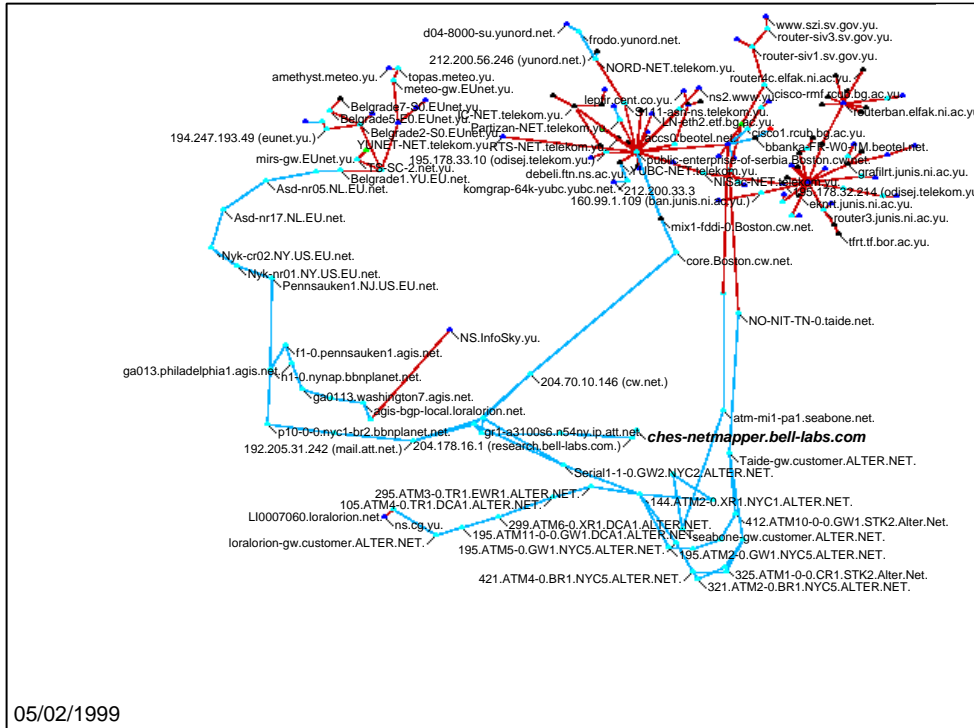 www.szi.sv.gov.yu.
d04-8000-su.yunord.net.
router-siv3.sv.gov.yu.
frodo.yunord.net.
212.200.56.246 (yunord.net.)
router-siv1.sv.gov.yu.
NORD-NET.telekom.yu.
amethyst.meteo.yu.
topas.meteo.yu.
router4c.elfak.ni.ac.yu.
meteo-gw.EUnet.yu.
cisco-rmf.rcub.bg.ac.yu.
ns2.www.yu
Belgrade7-S0.EUnet.yu.
routerban.elfak.ni.ac.yu.
Belgrade5-E0.EUnet.yu.
194.247.193.49 (eunet.yu.)
Belgrade2-S0.EUnet.yu.
Partizan-NET.telekom.yu.
cisco1.rcub.bg.ac.yu.
YUNET-NET.telekom.yu.
RTS-NET.telekom.yu.
mirs-gw.EUnet.yu.
195.178.33.10 (odisej.telekom.yu.)
public-enterprise-of-serbia.Boston.cw.net.
Belgrade1.YU.EU.net.
debeli.ftn.ns.ac.yu.
YUBC-NET.telekom.yu.
grafilrt.junis.ni.ac.yu.
komgrap-64k-yubc.yubc.net.
212.200.33.3
195.178.32.214 (odisej.telekom.yu
160.99.1.109 (ban.junis.ni.ac.yu.)
router3.junis.ni.ac.yu.
Asd-nr05.NL.EU.net.
Asd-nr17.NL.EU.net.
mix1-fddi-0.Boston.cw.net.
tfrt.tf.bor.ac.yu.
Nyk-cr02.NY.US.EU.net.
core.Boston.cw.net.
Nyk-nr01.NY.US.EU.net.
Pennsauken1.NJ.US.EU.net.
NO-NIT-TN-0.taide.net.
NS.InfoSky.yu.
f1-0.pennsauken1.agis.net.
ga013.philadelphia1.agis.net.
h1-0.nynap.bbnplanet.net.
204.70.10.146 (cw.net.)
ga0113.washington7.agis.net.
agis-bgp-local.loralorion.net.
atm-mi1-pa1.seabone.net.
p10-0-0.nyc1-br2.bbnplanet.net.
gr1-a3100s6.n54ny.ip.att.net.
ches-netmapper.bell-labs.com
192.205.31.242 (mail.att.net.)
204.178.16.1 (research.bell-labs.com.)
Taide-gw.customer.ALTER.NET.
Serial1-1-0.GW2.NYC2.ALTER.NET.
295.ATM3-0.TR1.EWR1.ALTER.NET.
105.ATM4-0.TR1.DCA1.ALTER.NET.
144.ATM2-0.XR1.NYC1.ALTER.NET.
LI0007060.loralorion.net.
ns.cg.yu.
299.ATM6-0.XR1.DCA1.ALTER.NET.
412.ATM10-0-0.GW1.STK2.Alter.Net.
loralorion-gw.customer.ALTER.NET.
195.ATM11-0-0.GW1.DCA1.ALTER.NET.
seabone-gw.customer.ALTER.NET.
195.ATM5-0.GW1.NYC5.ALTER.NET.
195.ATM2-0.GW1.NYC5.ALTER.NET.
421.ATM4-0.BR1.NYC5.ALTER.NET.
325.ATM1-0-0.CR1.STK2.Alter.Net.
321.ATM2-0.BR1.NYC5.ALTER.NET.
05/02/1999